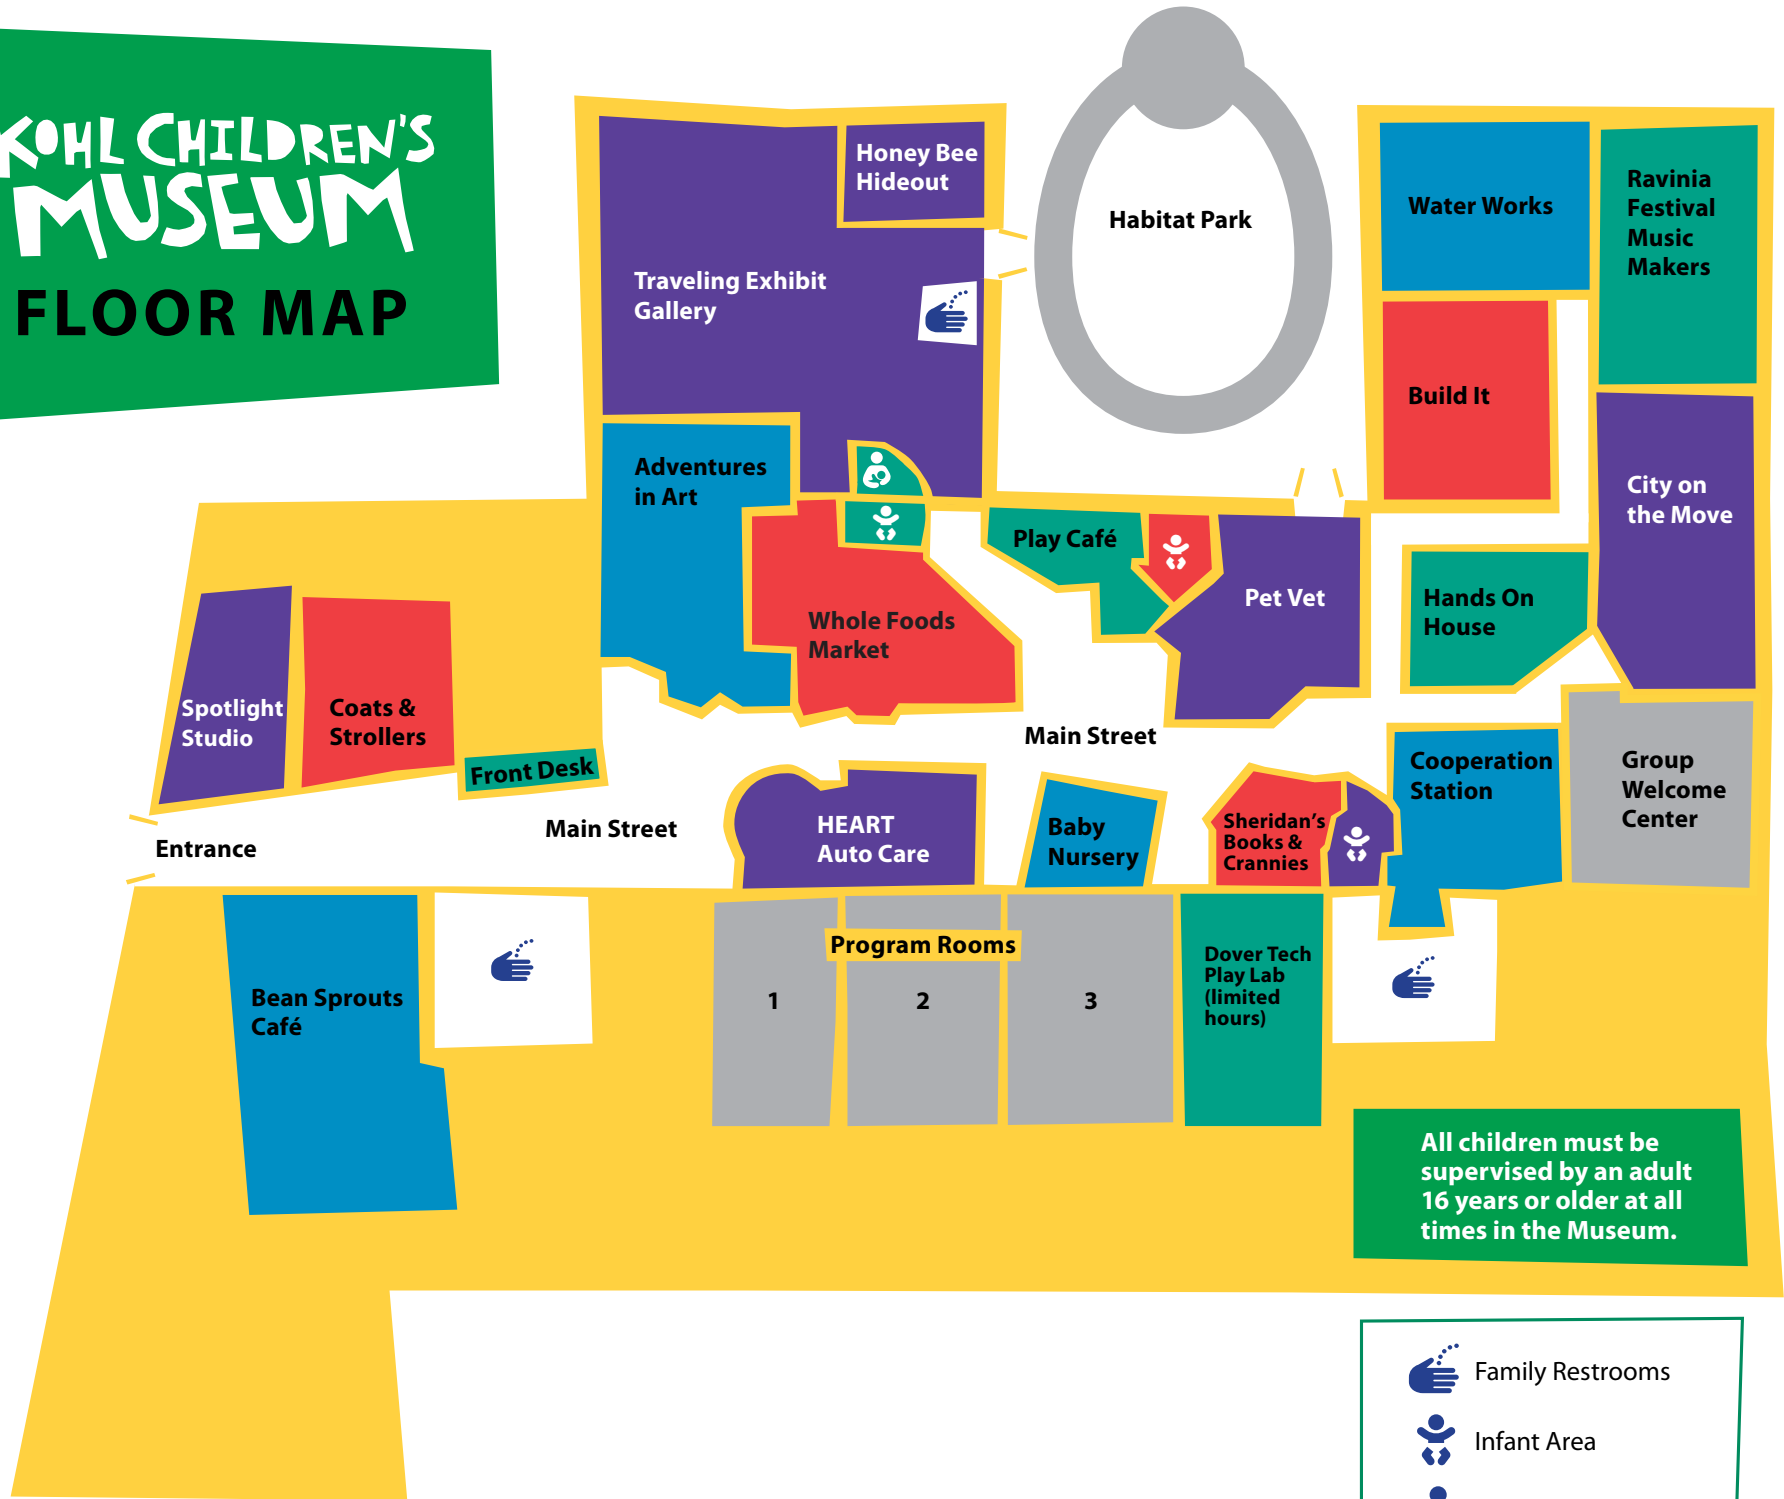 KOHL CHILDREN'S
MUSEUM
FLOOR MAP
Honey Bee
Hideout
Traveling Exhibit
Gallery
Habitat Park
Water Works
Ravinia
Festival
Music
Makers
Build It
Adventures
in Art
City on
the Move
Play Café
Pet Vet
Hands On
House
Whole Foods
Market
Spotlight
Studio
Coats &
Strollers
Front Desk
Main Street
Cooperation
Station
Group
Welcome
Center
Entrance
Main Street
HEART
Auto Care
Baby
Nursery
Sheridan's
Books &
Crannies
Bean Sprouts
Café
Program Rooms
1
2
3
Dover Tech
Play Lab
(limited
hours)
All children must be
supervised by an adult
16 years or older at all
times in the Museum.
Family Restrooms
Infant Area